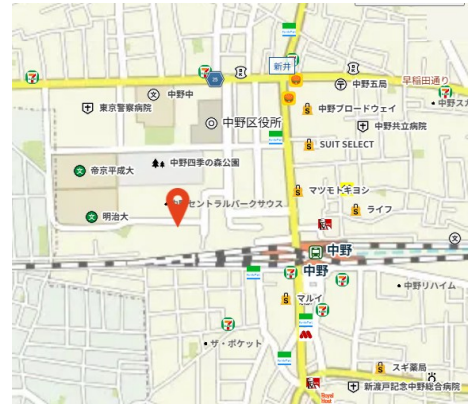 新井
早稲田通り
25
中野中
中野五局
東京警察病院
中野ブロードウェイ
中野区役所
中野共立病院
SUIT SELECT
中野四季の森公園
帝京平成大
マツモトキヨシ
セントラルパークサウス
ライフ
明治大
中野
中野
中野リハイム
マルイ
ザ・ポケット
スギ薬局
新渡戸記念中野総合病院